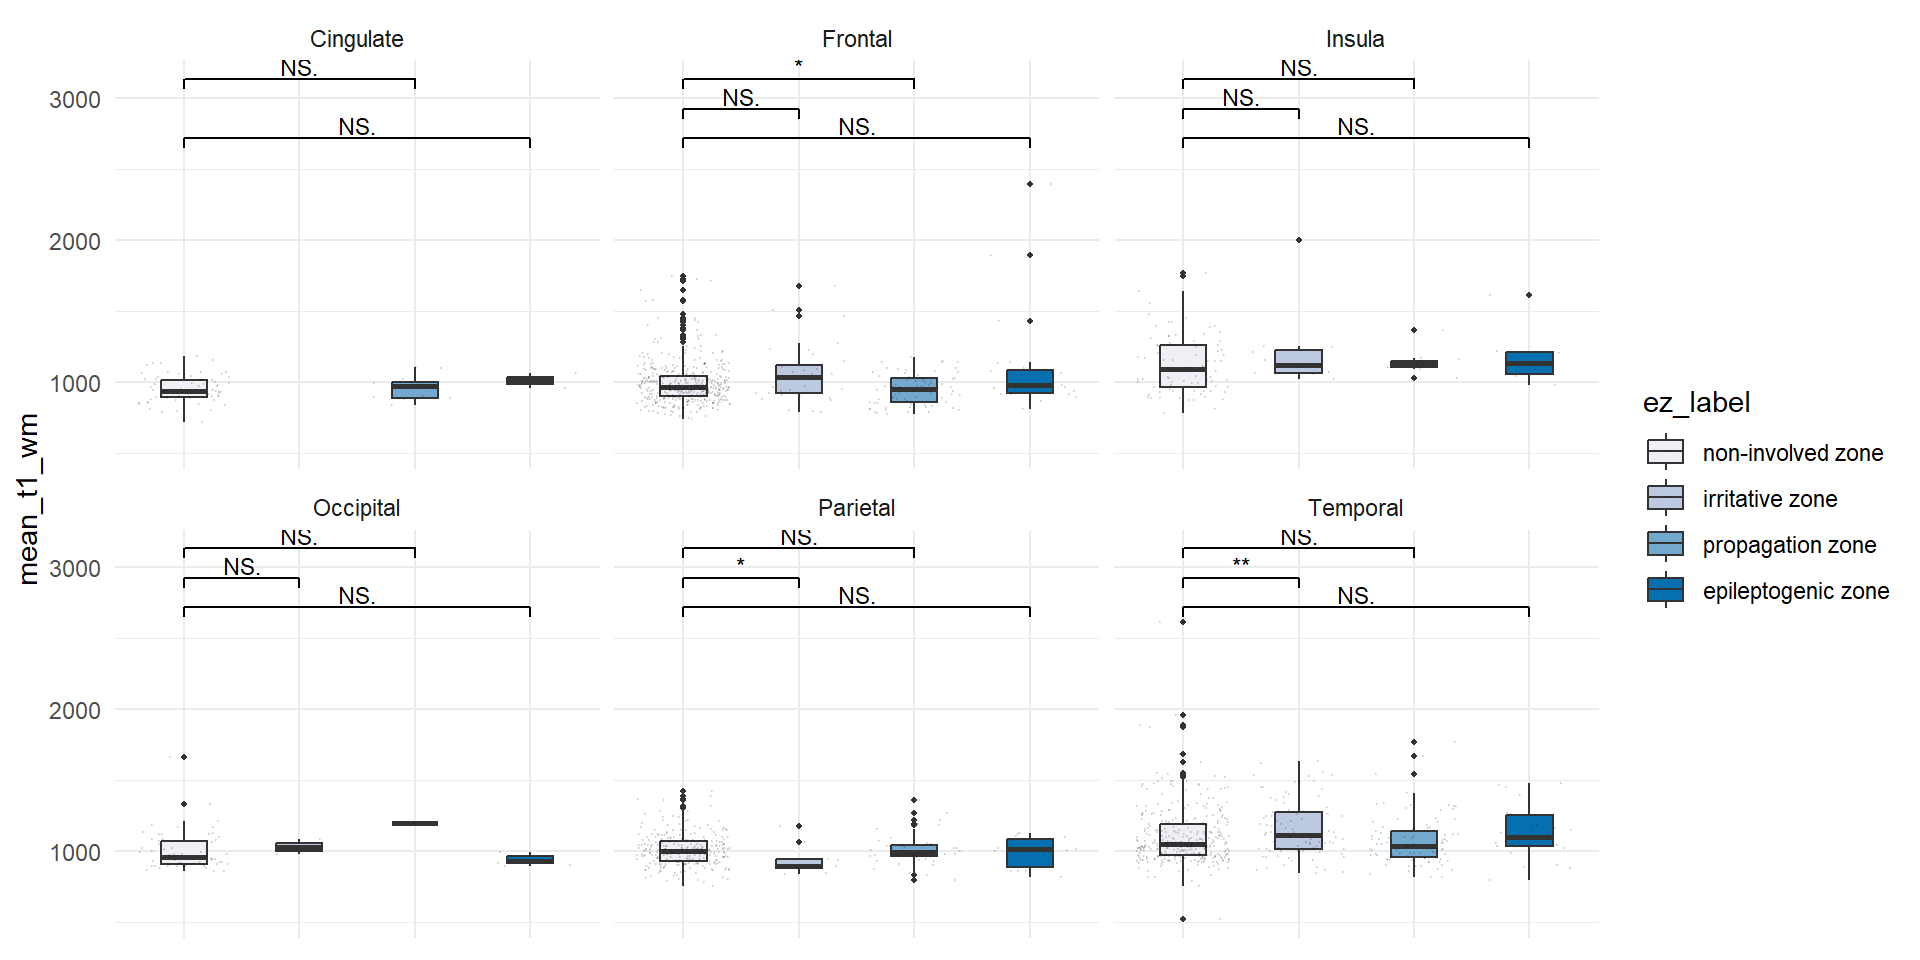 Cingulate
Frontal
Insula
NS.
*
NS.
NS.
NS.
NS.
NS.
NS.
3000
2000
1000
Occipital
Parietal
Temporal
NS.
NS.
NS.
NS.
*
**
NS.
NS.
NS.
3000
2000
1000
mean_t1_wm
ez_label
non-involved zone
irritative zone
propagation zone
epileptogenic zone